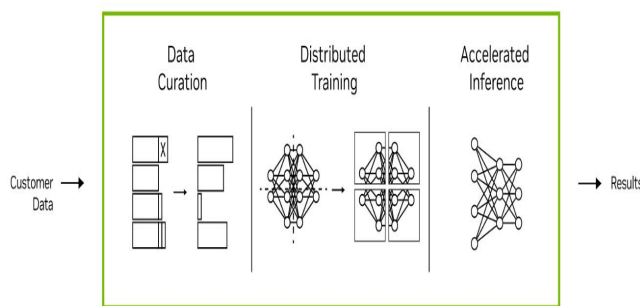 Data
Curation
Distributed
Training
Accelerated
Inference
X
Customer
Data
Results